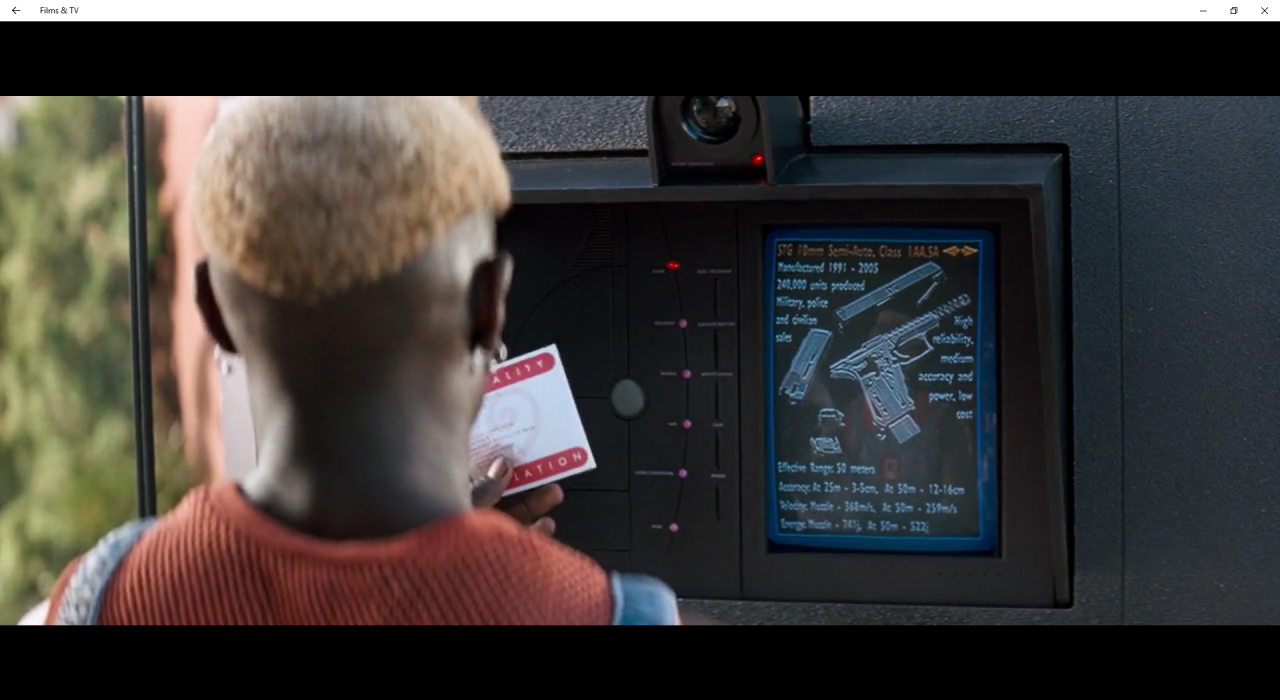 Films & TV
ALITY
IATION
STG 10mm Semi-Auto, Class 1AA.5A
Manufactured 1991 - 2005
240,000 units produced
Military, police
and civilian
sales
High
reliability,
medium
accuracy and
power, low
cost
Effective Range: 50 meters
Accuracy: At 25m - 3-5cm, At 50m - 12-16cm
Velocity: Muzzle - 368m/s, At 50m - 259m/s
Energy: Muzzle - 741j, At 50m - 522j